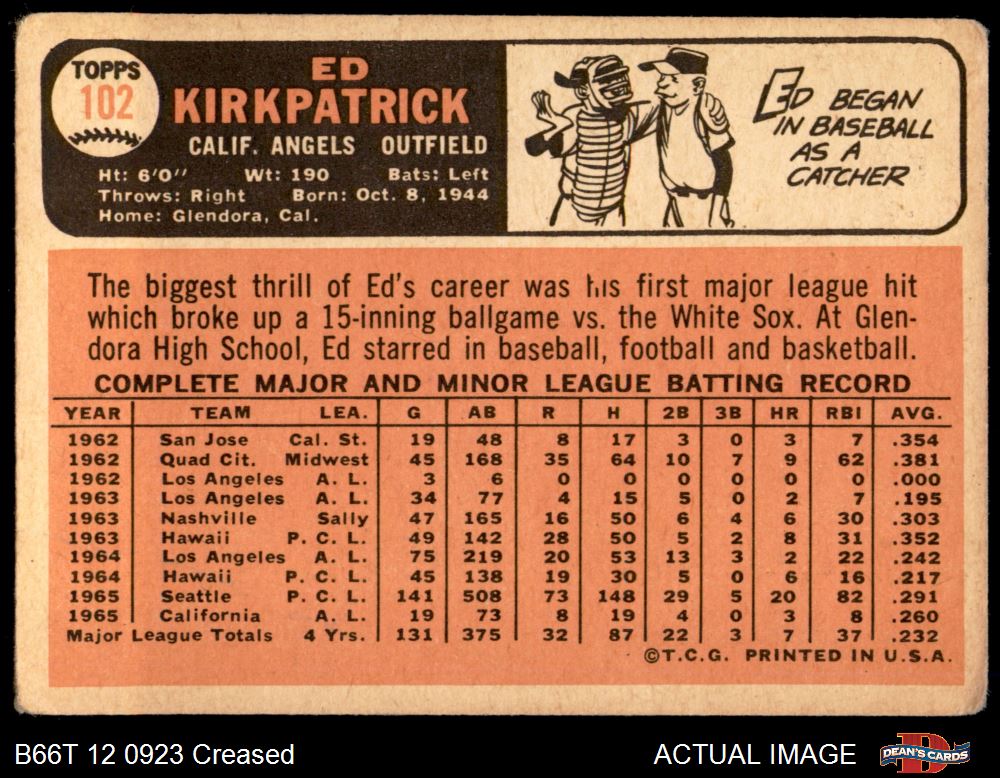 TOPPS
102
ED
KIRKPATRICK
CALIF. ANGELS OUTFIELD
Ht: 6'0" Wt: 190 Bats: Left
Throws: Right Born: Oct. 8, 1944
Home: Glendora, Cal.
ED BEGAN
IN BASEBALL
AS A
CATCHER
The biggest thrill of Ed's career was his first major league hit
which broke up a 15-inning ballgame vs. the White Sox. At Glen-
dora High School, Ed starred in baseball, football and basketball.
COMPLETE MAJOR AND MINOR LEAGUE BATTING RECORD
YEAR TEAM LEA. G AB R H 2B 3B HR RBI AVG.
1962 San Jose Cal. St. 19 48 8 17 3 0 3 7 .354
1962 Quad Cit. Midwest 45 168 35 64 10 7 9 62 .381
1962 Los Angeles A. L. 3 6 0 0 0 0 0 0 .000
1963 Los Angeles A. L. 34 77 4 15 5 0 2 7 .195
1963 Nashville Sally 47 165 16 50 6 4 6 30 .303
1963 Hawaii P. C. L. 49 142 28 50 5 2 8 31 .352
1964 Los Angeles A. L. 75 219 20 53 13 3 2 22 .242
1964 Hawaii P. C. L. 45 138 19 30 5 0 6 16 .217
1965 Seattle P. C. L. 141 508 73 148 29 5 20 82 .291
1965 California A. L. 19 73 8 19 4 0 3 8 .260
Major League Totals 4 Yrs. 131 375 32 87 22 3 7 37 .232
©T.C.G. PRINTED IN U.S.A.
B66T 12 0923 Creased
ACTUAL IMAGE
D
DEAN'S CARDS